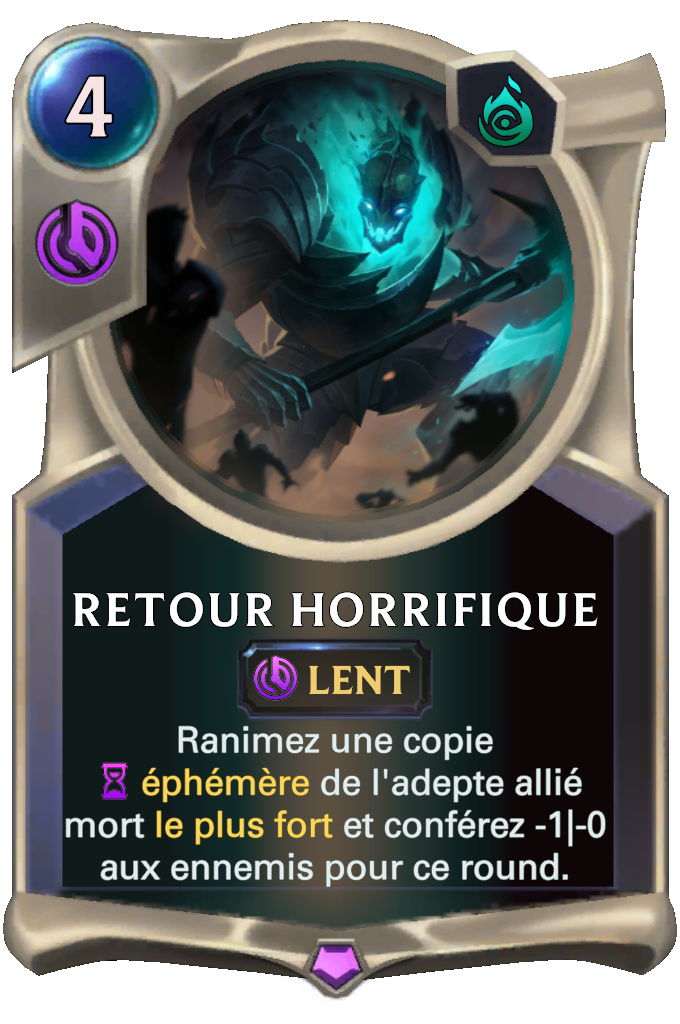 4
RETOUR HORRIFIQUE
LENT
Ranimez une copie
éphémère de l'adepte allié
mort le plus fort et conférez -1|-0
aux ennemis pour ce round.